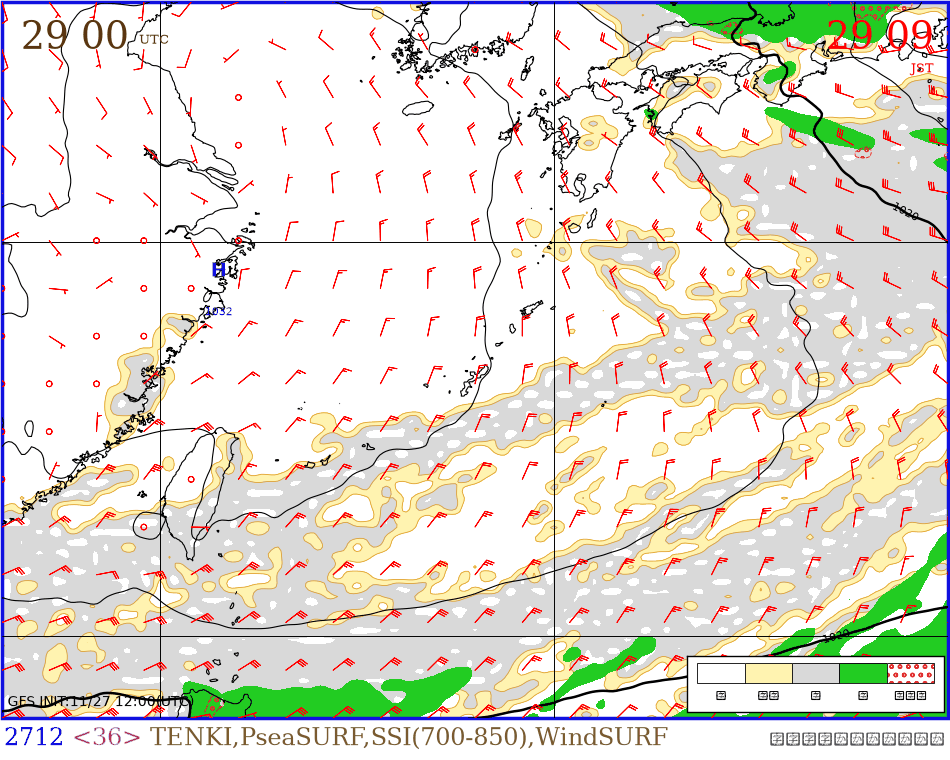 29 00 UTC
29 09
JST
1020
H
1032
1020
GFS INIT:11/27 12:00(UTC)
2712 <36> TENKI,PseaSURF,SSI(700-850),WindSURF